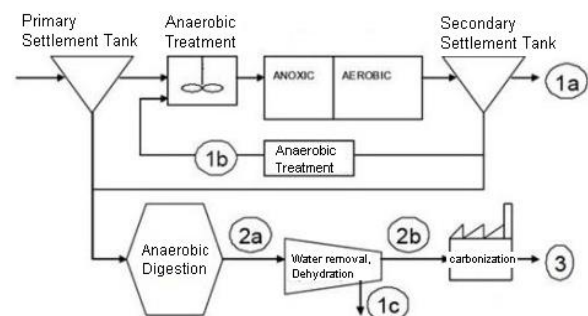 Primary
Settlement Tank
Anaerobic
Treatment
Secondary
Settlement Tank
ANOXIC
AEROBIC
1a
1b
Anaerobic
Treatment
Anaerobic
Digestion
2a
Water removal,
Dehydration
2b
carbonization
3
1c